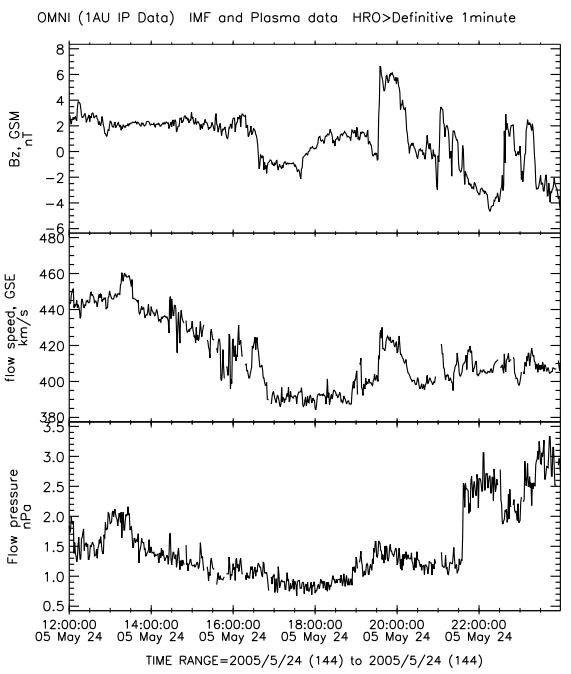 OMNI (1AU IP Data) IMF and Plasma data HRO>Definitive 1minute
8
6
4
2
0
−2
−4
−6
Bz, GSM
nT
480
460
440
420
400
380
flow speed, GSE
km/s
3.5
3.0
2.5
2.0
1.5
1.0
0.5
Flow pressure
nPa
12:00:00 14:00:00 16:00:00 18:00:00 20:00:00 22:00:00
05 May 24 05 May 24 05 May 24 05 May 24 05 May 24 05 May 24
TIME RANGE=2005/5/24 (144) to 2005/5/24 (144)